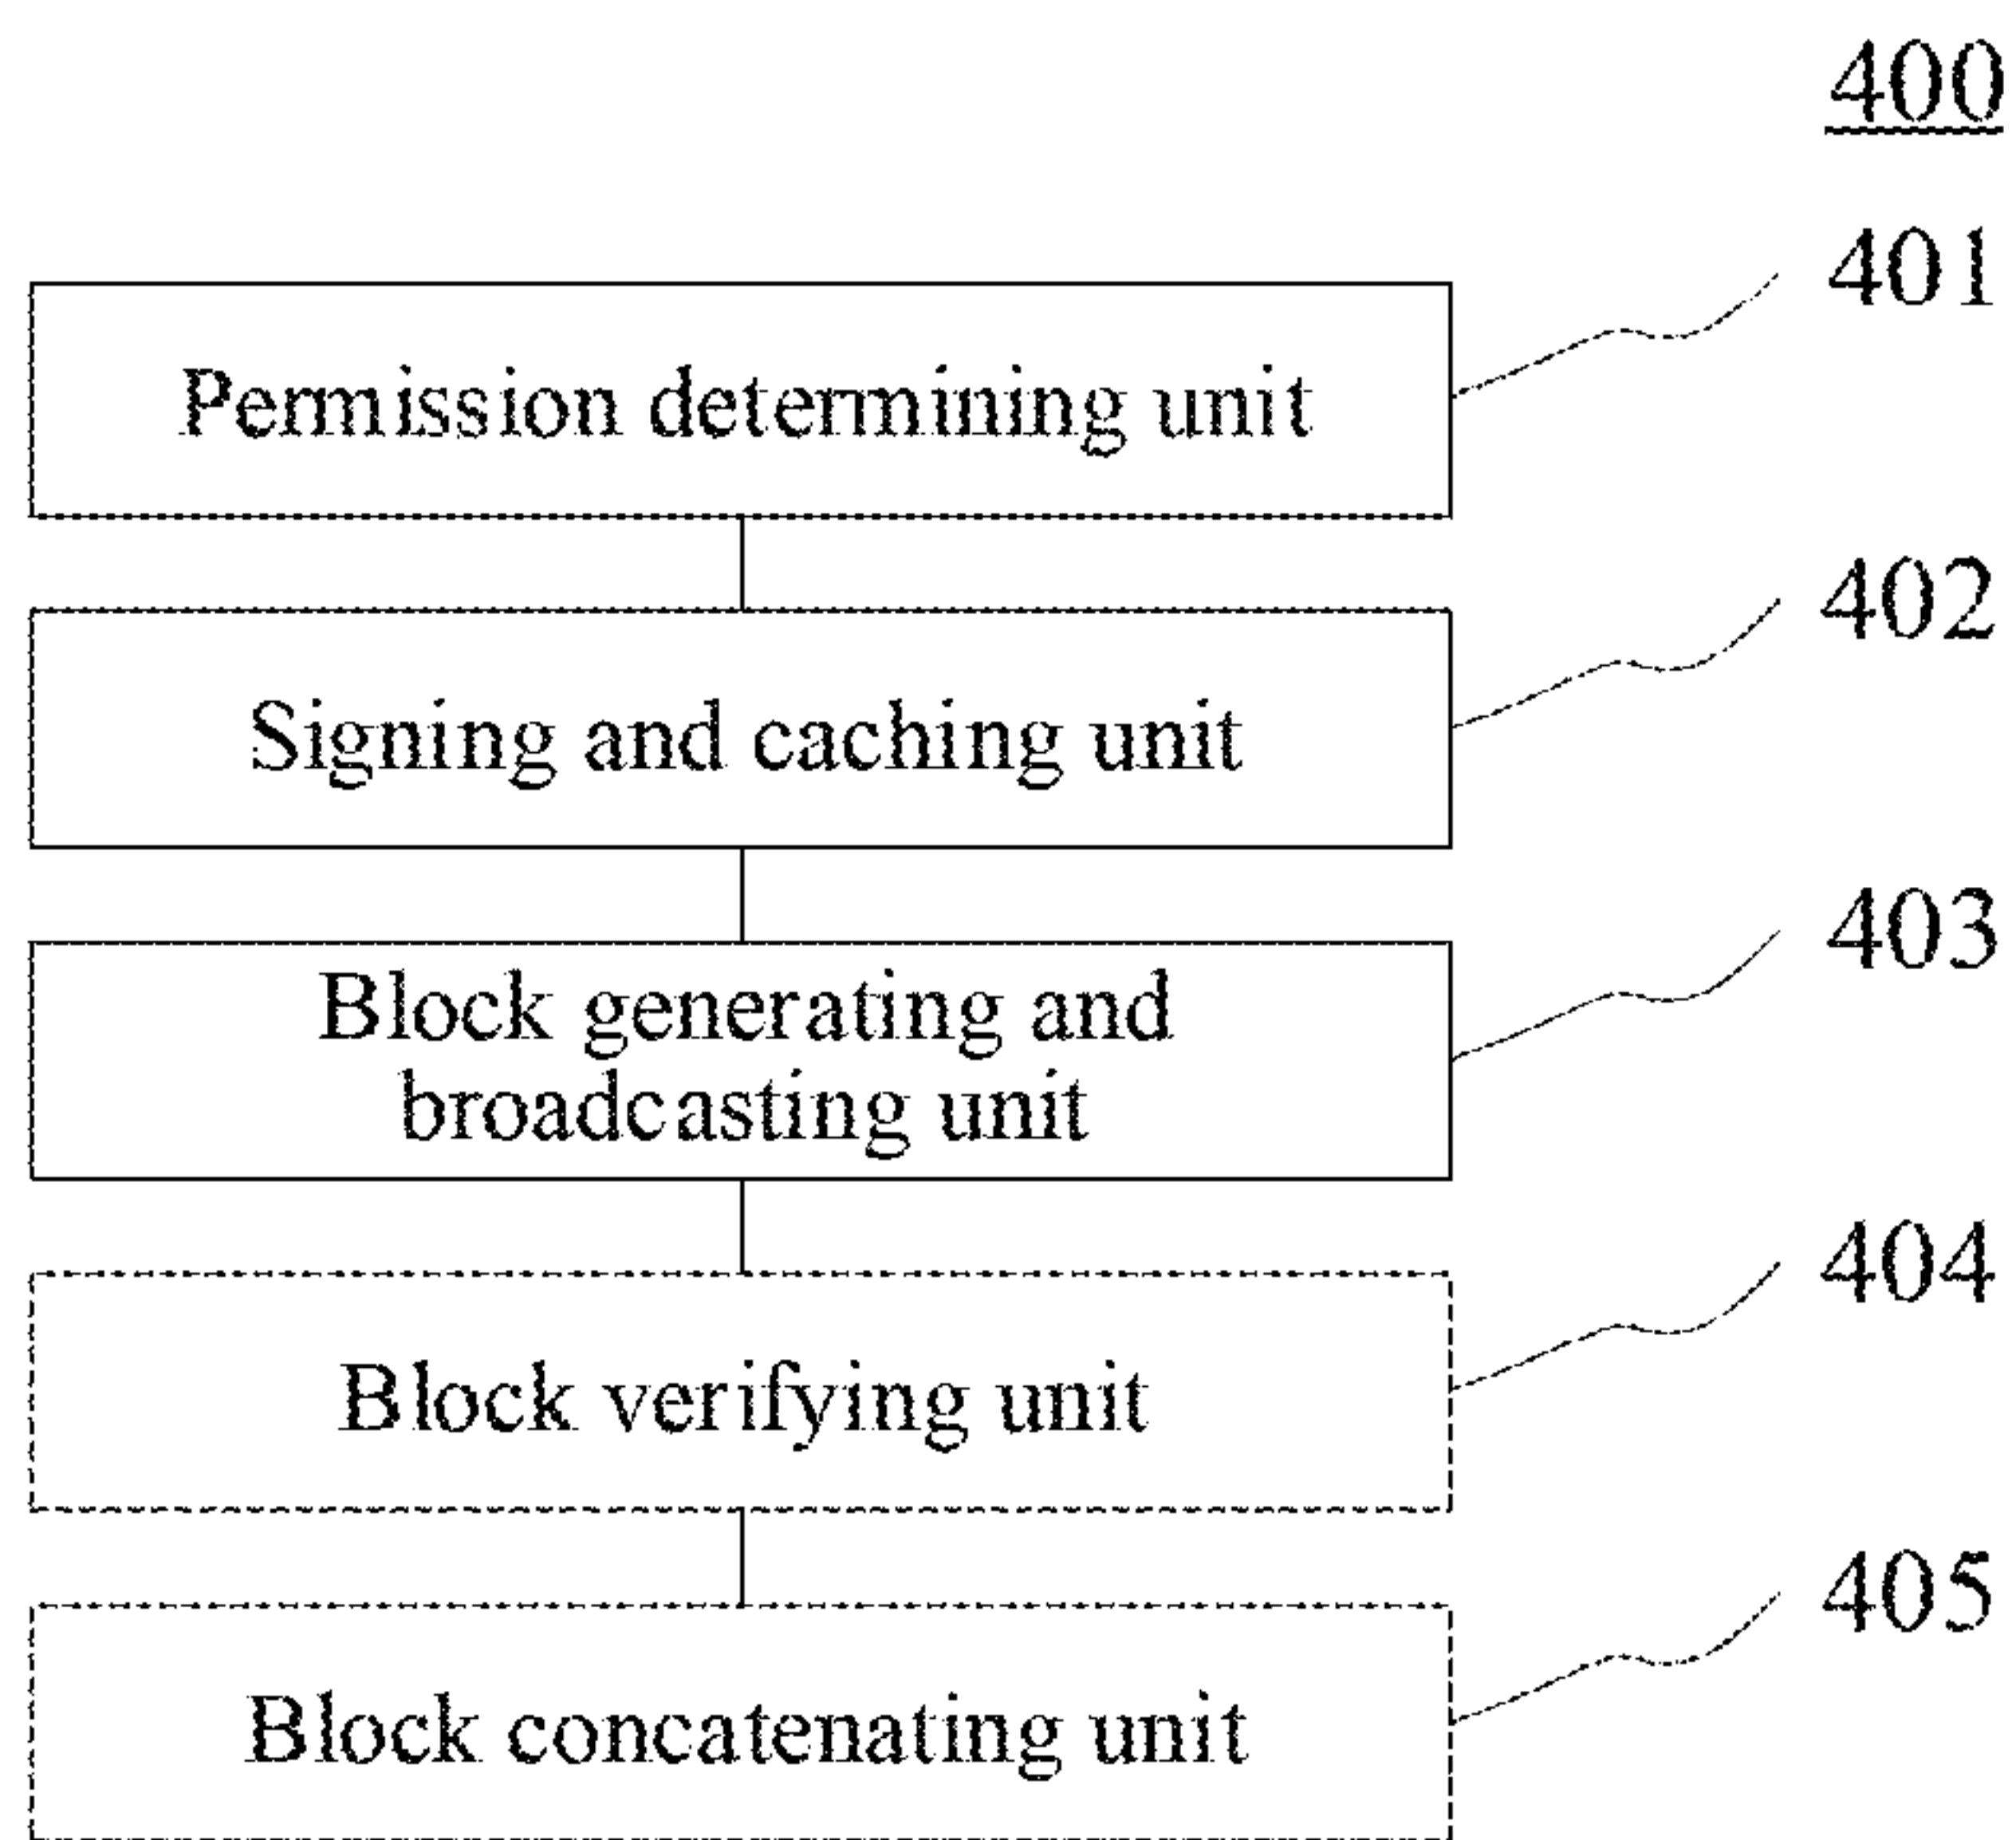 400
401
Permission determining unit
402
Signing and caching unit
403
Block generating and
broadcasting unit
404
Block verifying unit
405
Block concatenating unit